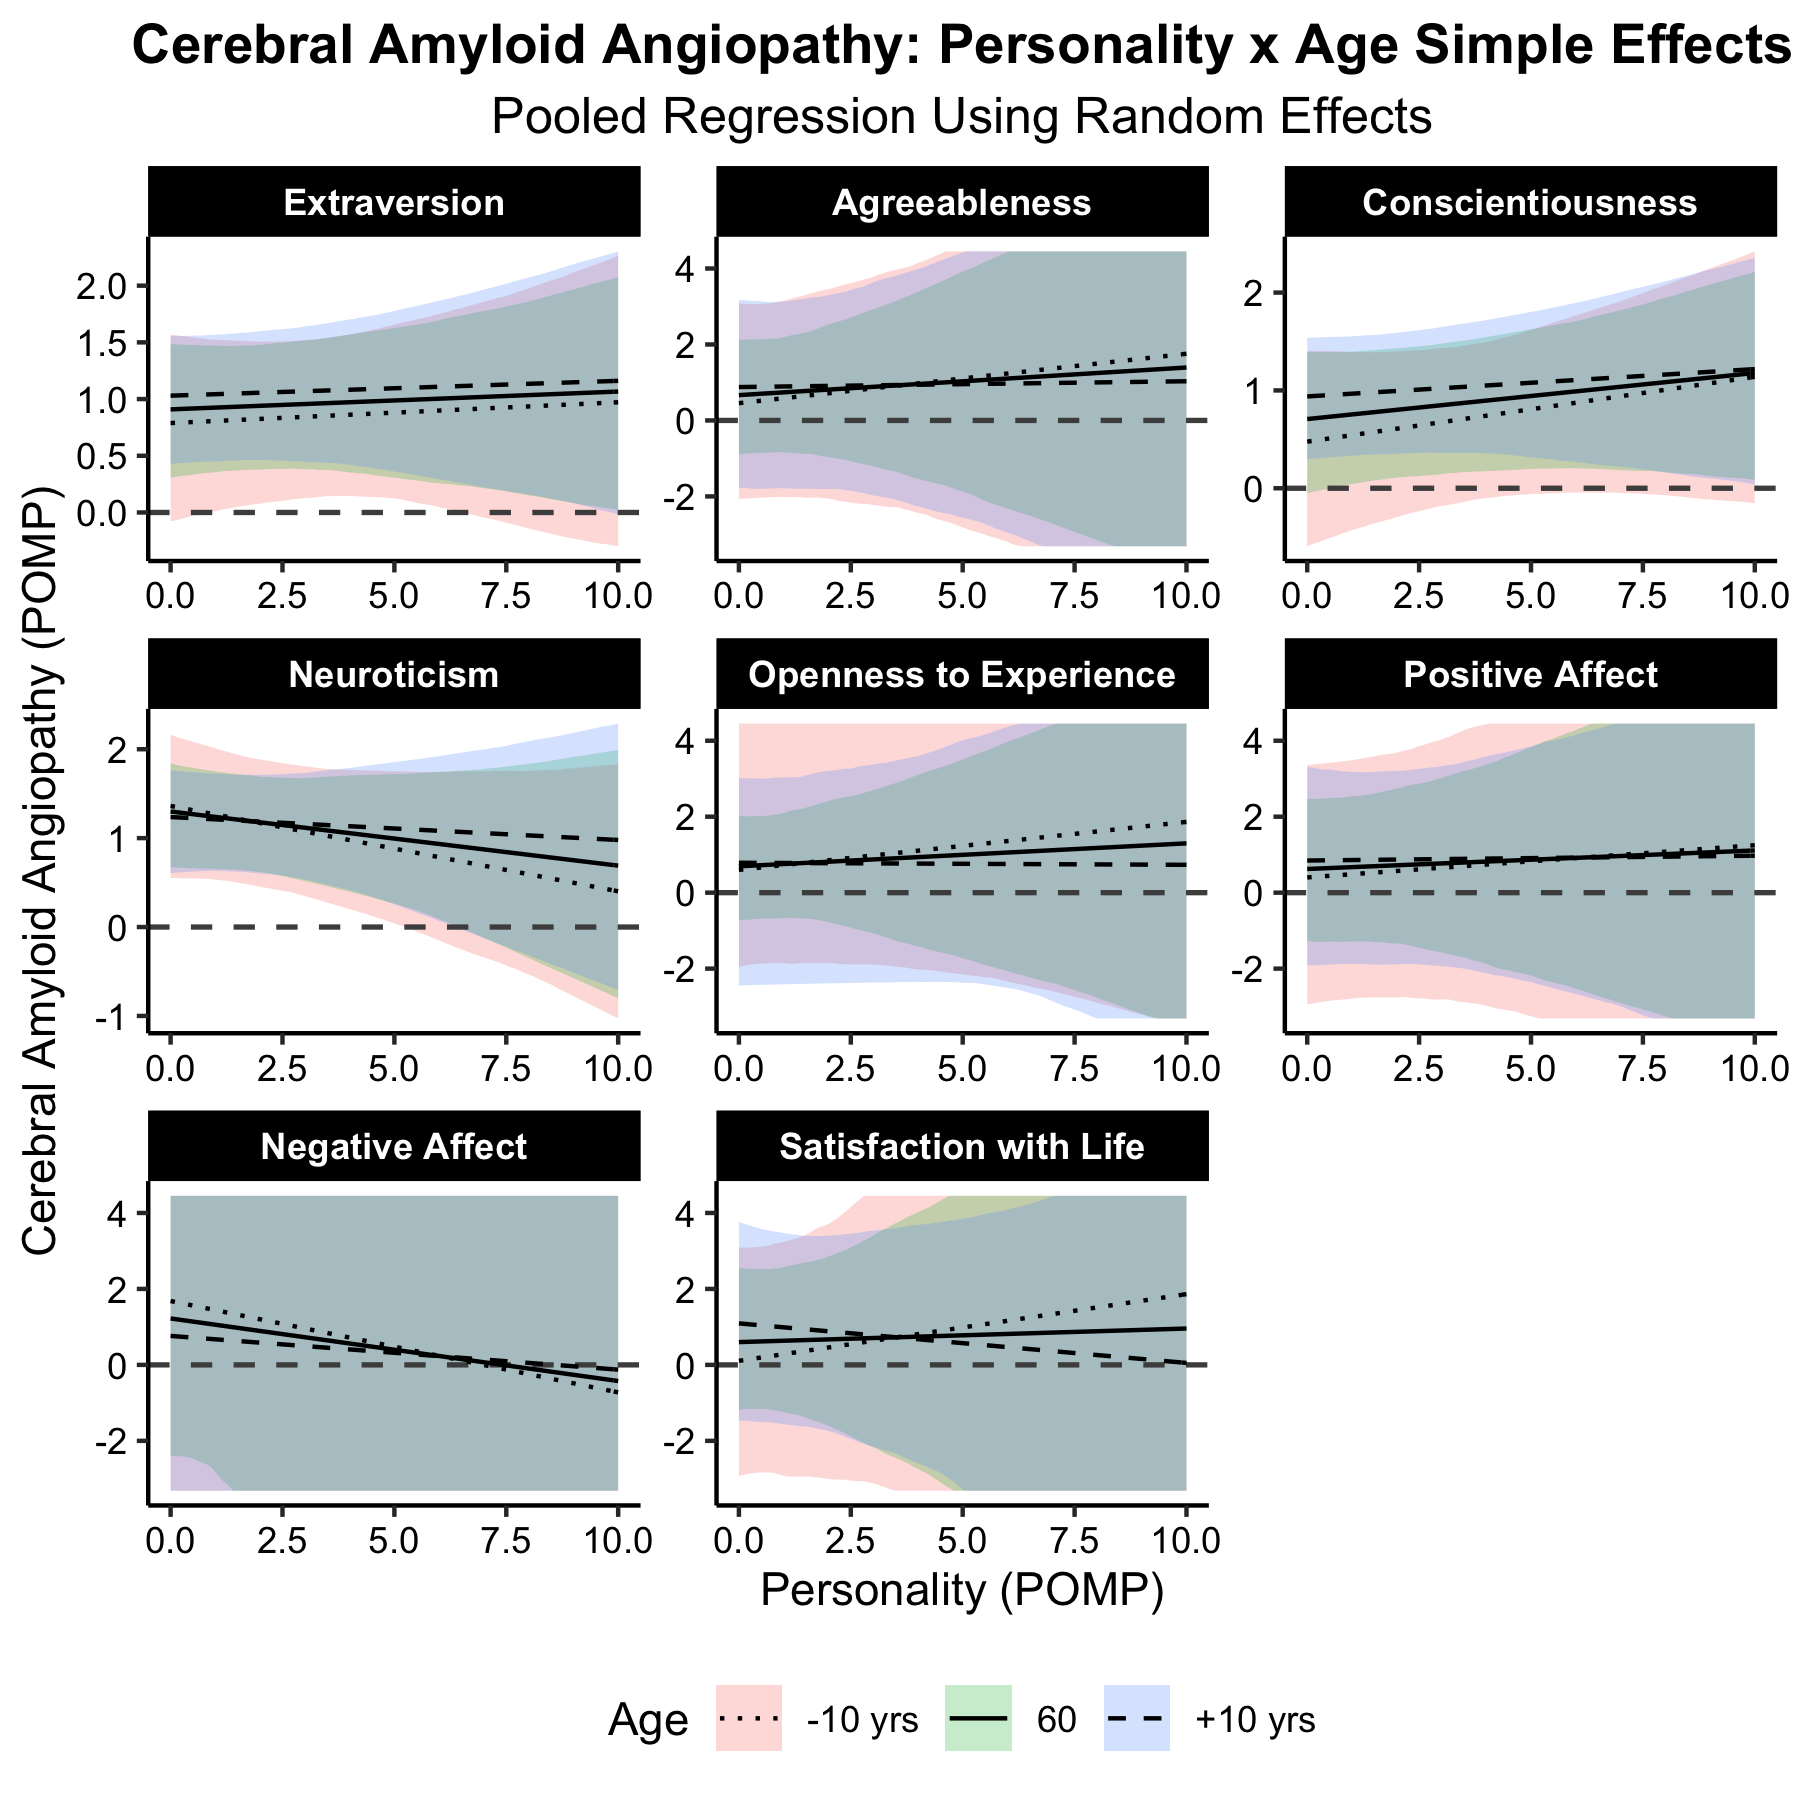 Cerebral Amyloid Angiopathy: Personality x Age Simple Effects
Pooled Regression Using Random Effects
Cerebral Amyloid Angiopathy (POMP)
Extraversion
2.0
1.5
1.0
0.5
0.0
0.0 2.5 5.0 7.5 10.0
Agreeableness
4
2
0
-2
0.0 2.5 5.0 7.5 10.0
Conscientiousness
2
1
0
0.0 2.5 5.0 7.5 10.0
Neuroticism
2
1
0
-1
0.0 2.5 5.0 7.5 10.0
Openness to Experience
4
2
0
-2
0.0 2.5 5.0 7.5 10.0
Positive Affect
4
2
0
-2
0.0 2.5 5.0 7.5 10.0
Negative Affect
4
2
0
-2
0.0 2.5 5.0 7.5 10.0
Satisfaction with Life
4
2
0
-2
0.0 2.5 5.0 7.5 10.0
Personality (POMP)
Age -10 yrs 60 +10 yrs